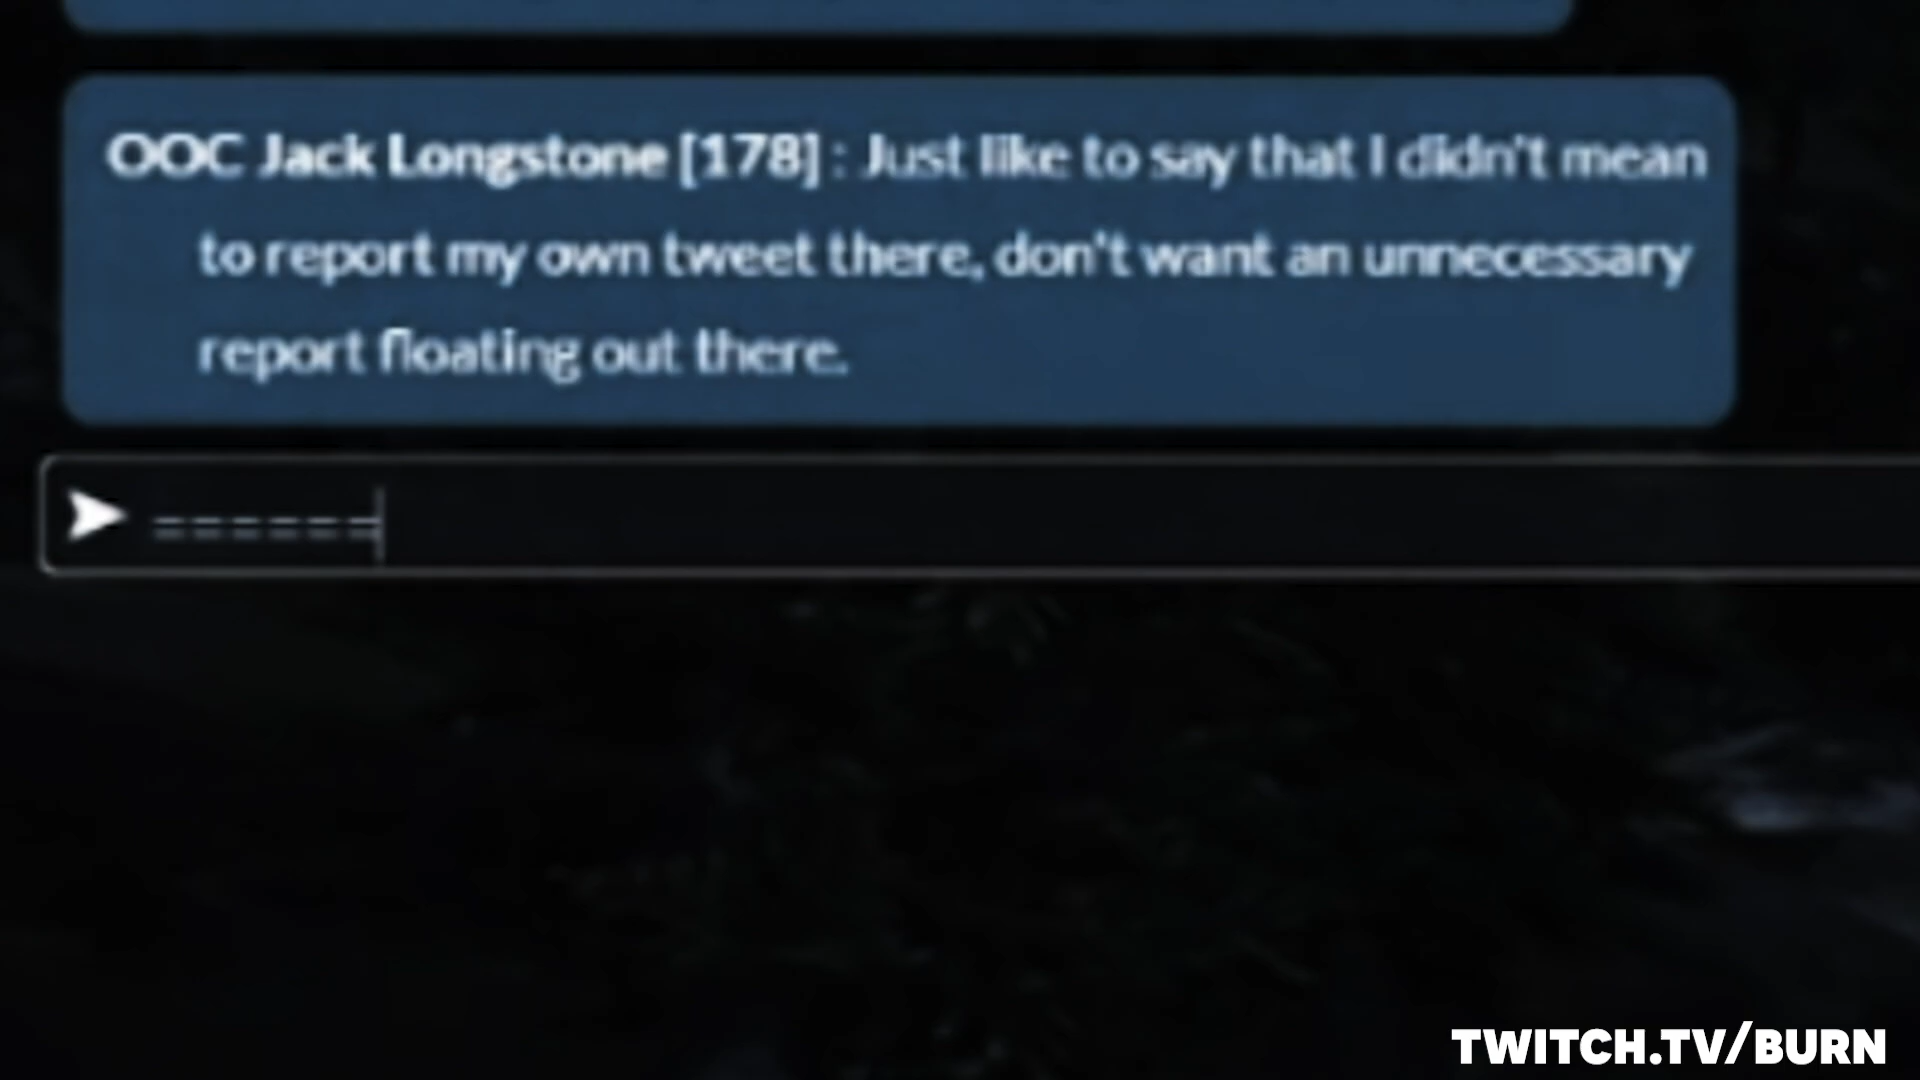 OOC Jack Longstone [178] : Just like to say that I didn't mean
to report my own tweet there, don't want an unnecessary
report floating out there.
======
TWITCH.TV/BURN